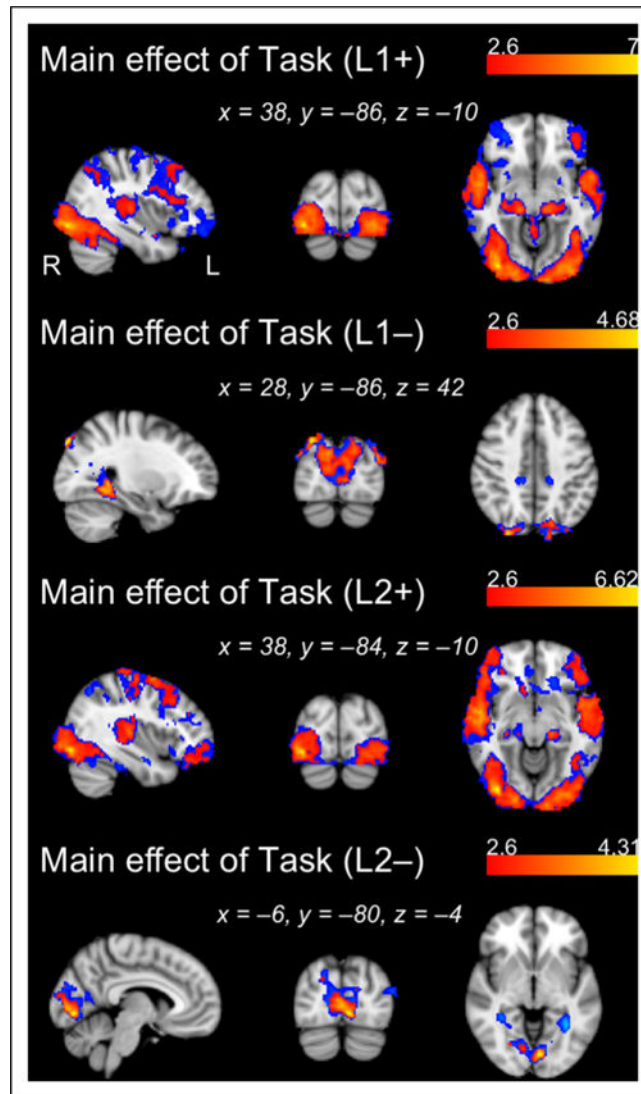 Main effect of Task (L1+)
2.6 7
x = 38, y = –86, z = –10
R L
Main effect of Task (L1–)
2.6 4.68
x = 28, y = –86, z = 42
Main effect of Task (L2+)
2.6 6.62
x = 38, y = –84, z = –10
Main effect of Task (L2–)
2.6 4.31
x = –6, y = –80, z = –4